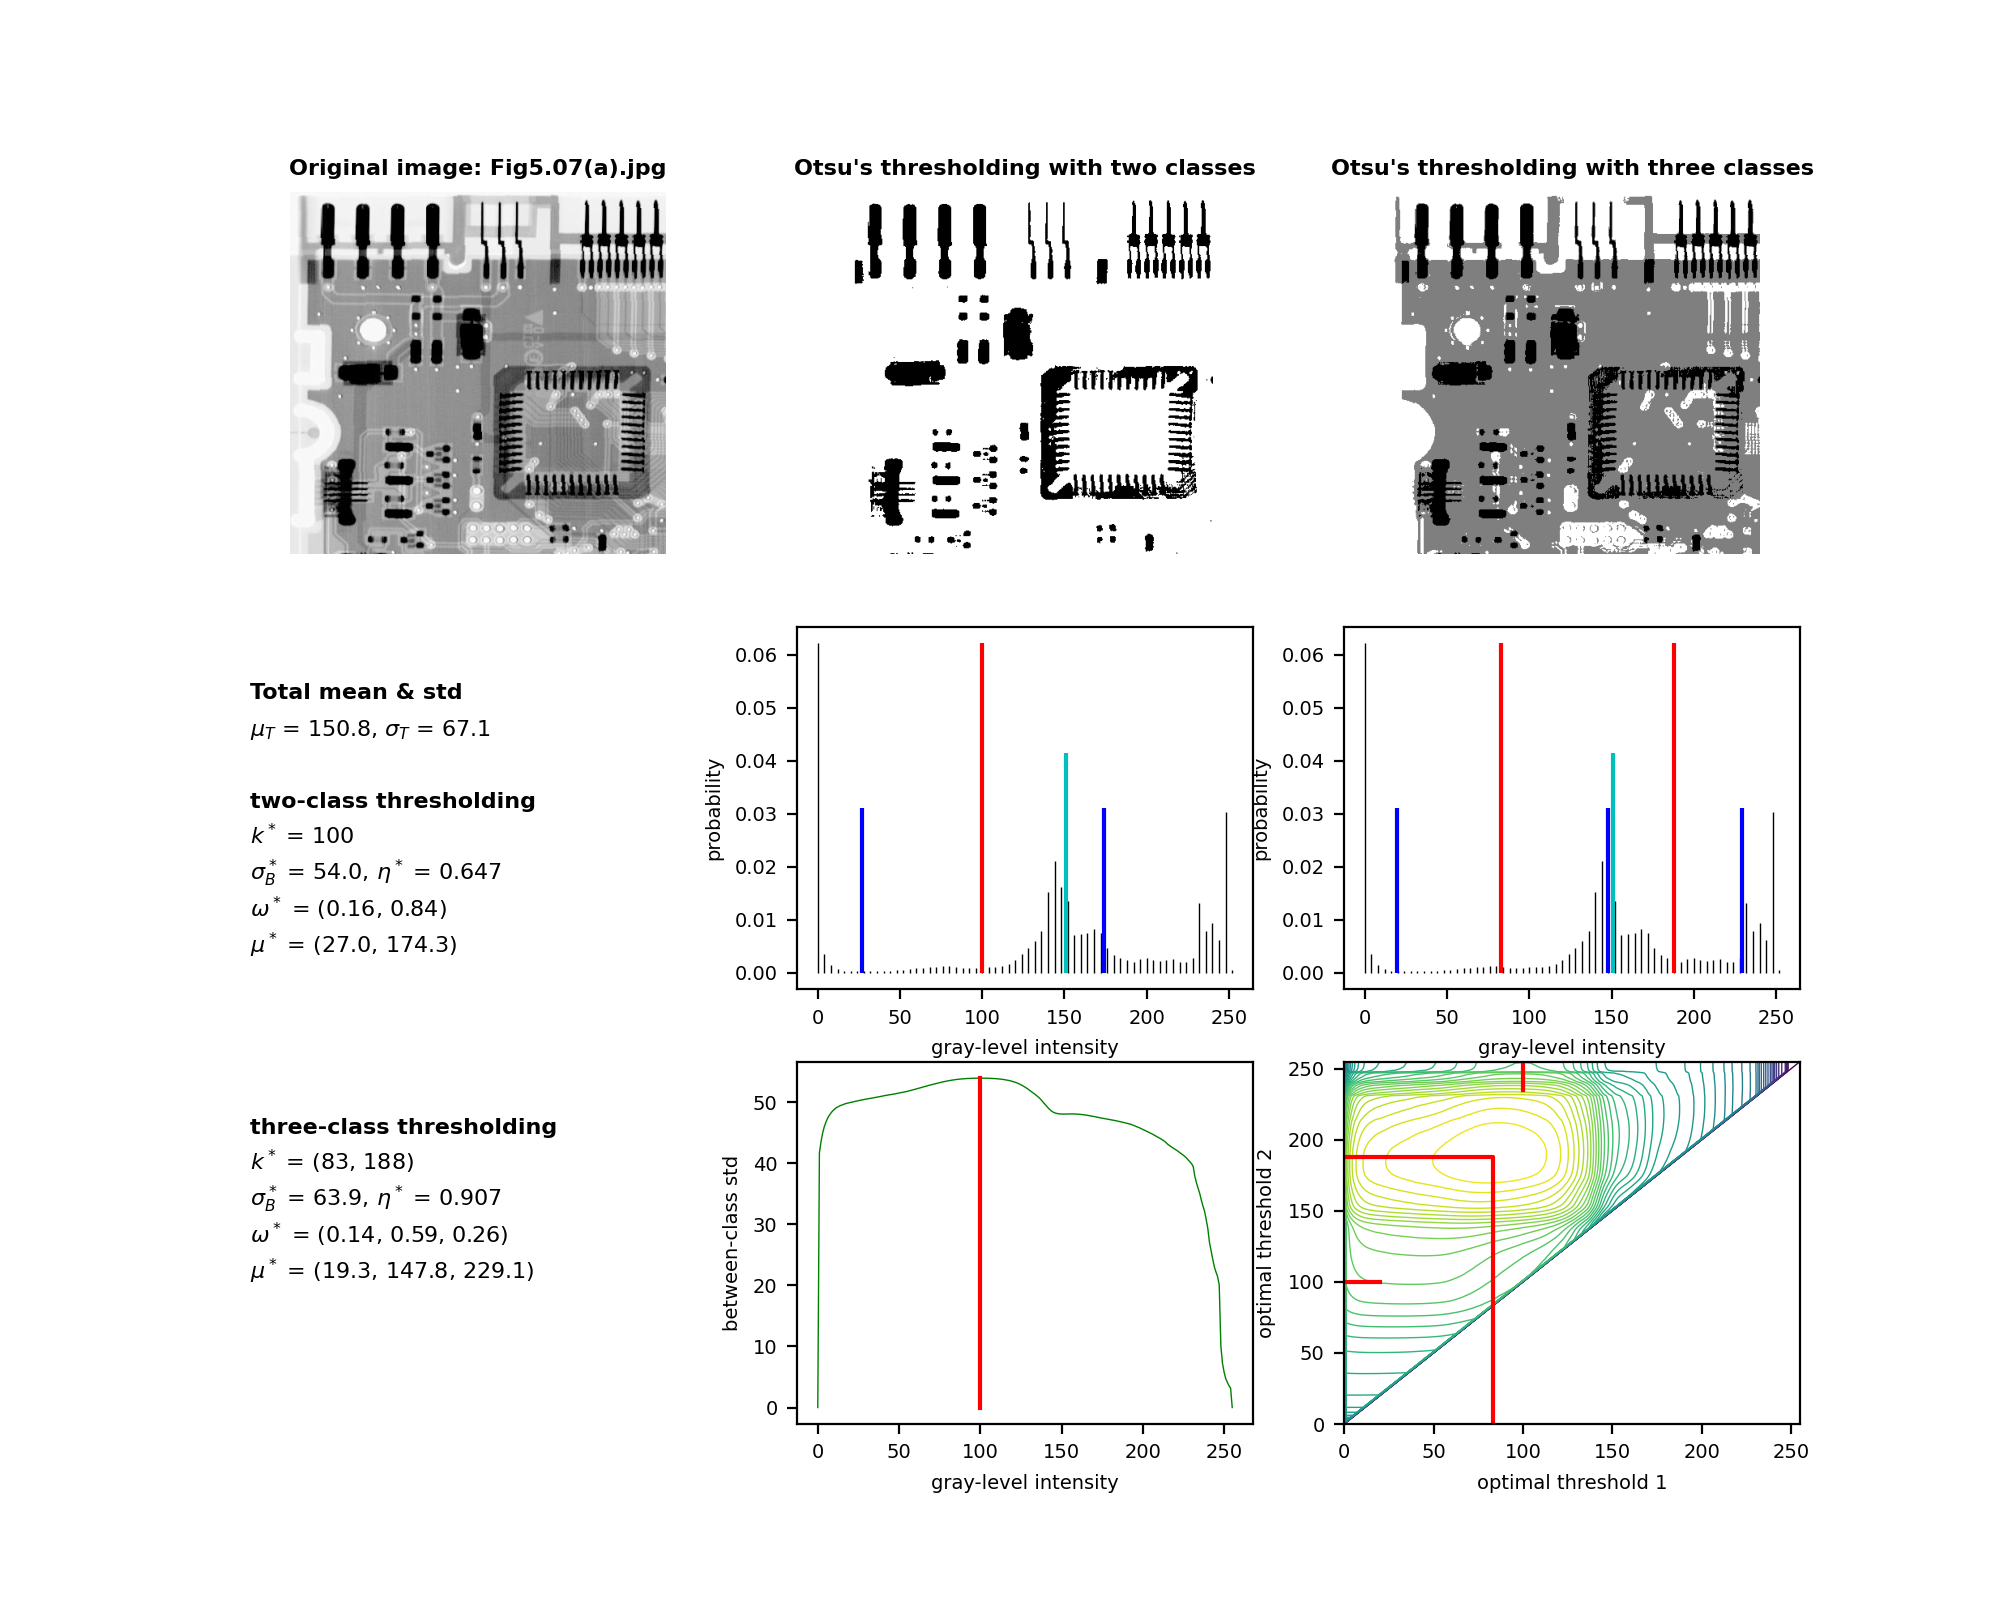 Original image: Fig5.07(a).jpg
Otsu's thresholding with two classes
Otsu's thresholding with three classes
Total mean & std
μ_T = 150.8, σ_T = 67.1
two-class thresholding
k* = 100
σ_B* = 54.0, η* = 0.647
ω* = (0.16, 0.84)
μ* = (27.0, 174.3)
probability
0.06
0.05
0.04
0.03
0.02
0.01
0.00
0 50 100 150 200 250
gray-level intensity
probability
0.06
0.05
0.04
0.03
0.02
0.01
0.00
0 50 100 150 200 250
gray-level intensity
three-class thresholding
k* = (83, 188)
σ_B* = 63.9, η* = 0.907
ω* = (0.14, 0.59, 0.26)
μ* = (19.3, 147.8, 229.1)
between-class std
50
40
30
20
10
0
0 50 100 150 200 250
gray-level intensity
optimal threshold 2
250
200
150
100
50
0
0 50 100 150 200 250
optimal threshold 1